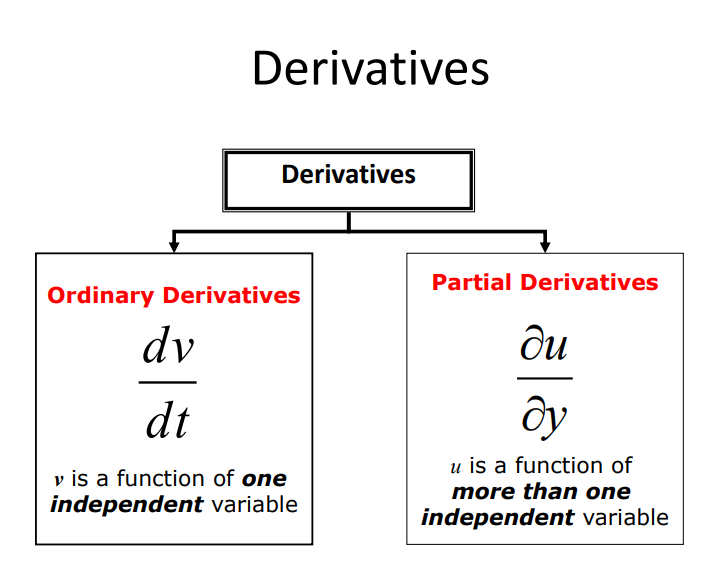 Derivatives
Derivatives
Ordinary Derivatives
dv
dt
v is a function of one
independent variable
Partial Derivatives
∂u
∂y
u is a function of
more than one
independent variable